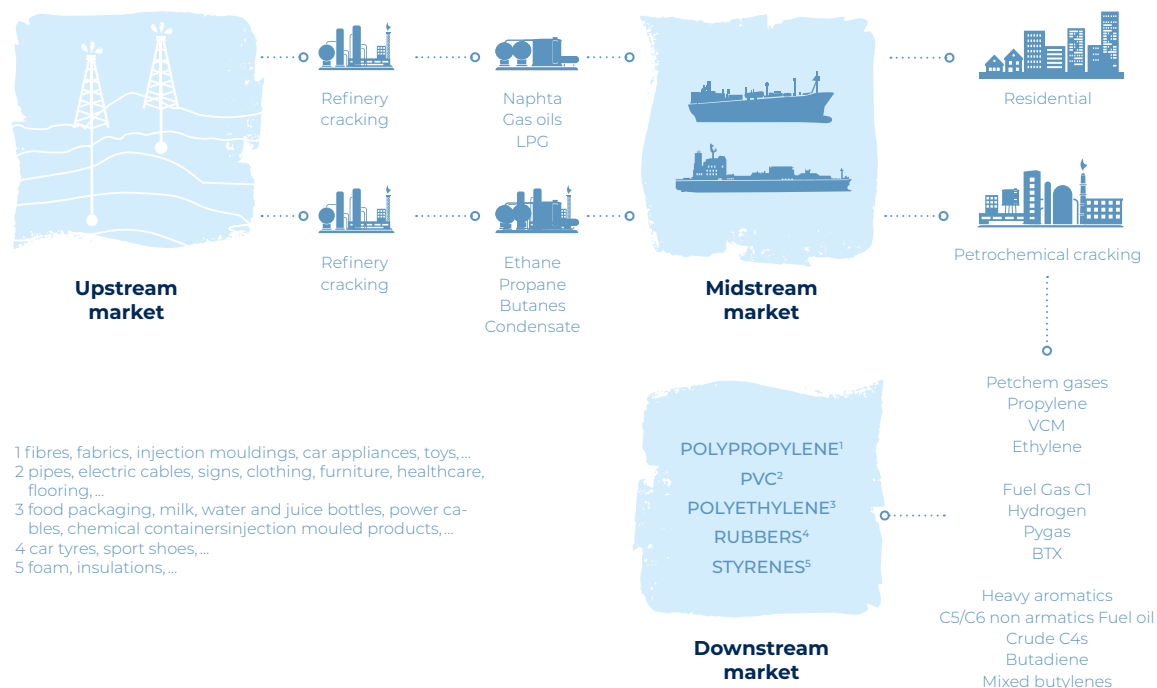 Refinery
cracking
Naphta
Gas oils
LPG
Residential
Refinery
cracking
Ethane
Propane
Butanes
Condensate
Petrochemical cracking
Upstream
market
Midstream
market
Petchem gases
Propylene
VCM
Ethylene
Fuel Gas C1
Hydrogen
Pygas
BTX
Heavy aromatics
C5/C6 non armatics Fuel oil
Crude C4s
Butadiene
Mixed butylenes
POLYPROPYLENE¹
PVC²
POLYETHYLENE³
RUBBERS⁴
STYRENES⁵
Downstream
market
1 fibres, fabrics, injection mouldings, car appliances, toys,...
2 pipes, electric cables, signs, clothing, furniture, healthcare,
flooring,...
3 food packaging, milk, water and juice bottles, power ca-
bles, chemical containersinjection mouled products,...
4 car tyres, sport shoes,...
5 foam, insulations,...